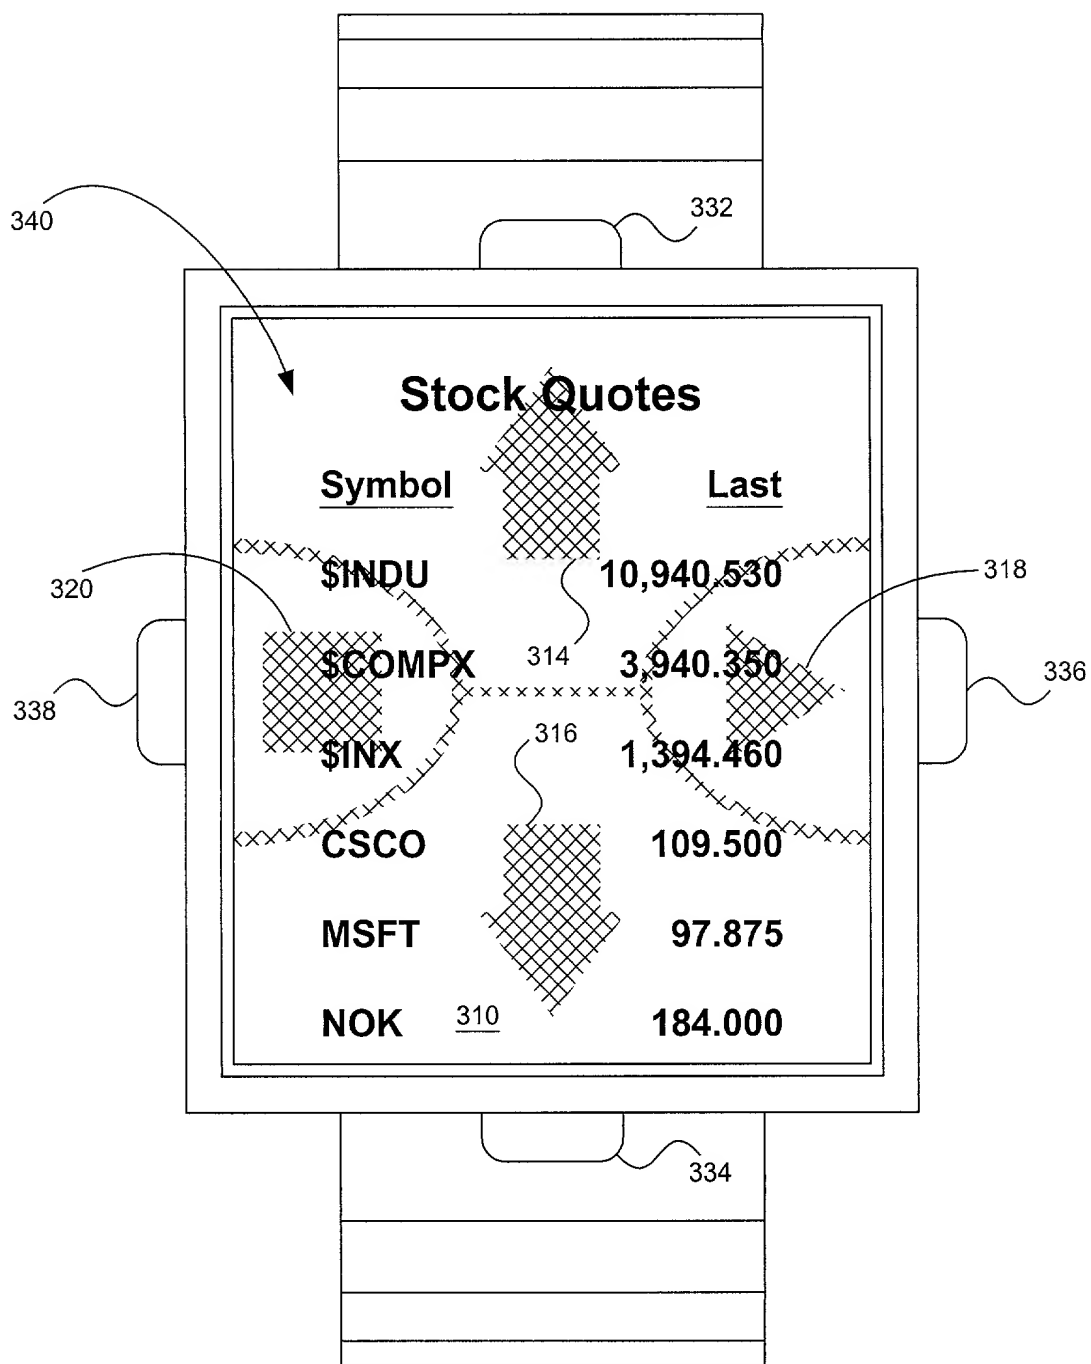 332
340
Stock Quotes
Symbol Last
$INDU 10,940.530
320
318
314
$COMPX 3,940.350
338
336
316
$INX 1,394.460
CSCO 109.500
MSFT 97.875
NOK 310 184.000
334